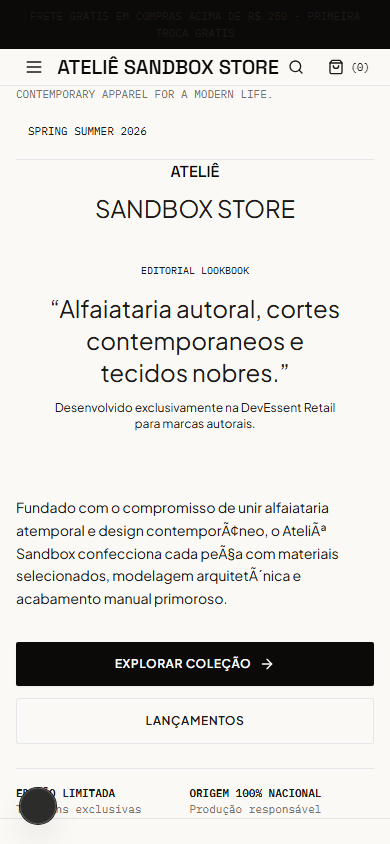 FRETE GRATIS EM COMPRAS ACIMA DE R$ 250 - PRIMEIRA
TROCA GRATIS
ATELIÊ SANDBOX STORE (0)
CONTEMPORARY APPAREL FOR A MODERN LIFE.
SPRING SUMMER 2026
ATELIÊ
SANDBOX STORE
EDITORIAL LOOKBOOK
“Alfaiataria autoral, cortes
contemporaneos e
tecidos nobres.”
Desenvolvido exclusivamente na DevEssent Retail
para marcas autorais.
Fundado com o compromisso de unir alfaiataria
atemporal e design contemporÃ¢neo, o AteliÃª
Sandbox confecciona cada peÃ§a com materiais
selecionados, modelagem arquitetÃ´nica e
acabamento manual primoroso.
EXPLORAR COLEÇÃO →
LANÇAMENTOS
LIMITADA
ORIGEM 100% NACIONAL
exclusivas
Produção responsável